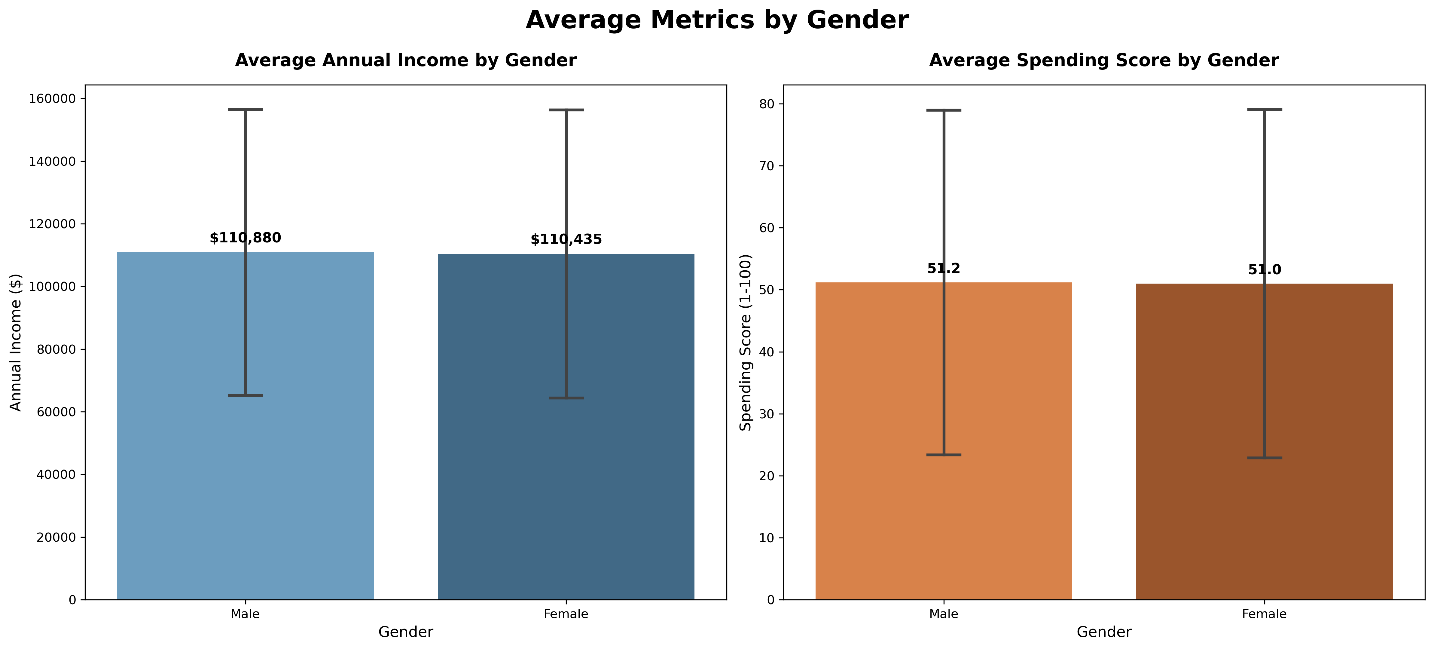 Average Metrics by Gender
Average Annual Income by Gender
Annual Income ($)
160000
140000
120000
100000
80000
60000
40000
20000
0
$110,880
$110,435
Male
Female
Gender
Average Spending Score by Gender
Spending Score (1-100)
80
70
60
50
40
30
20
10
0
51.2
51.0
Male
Female
Gender